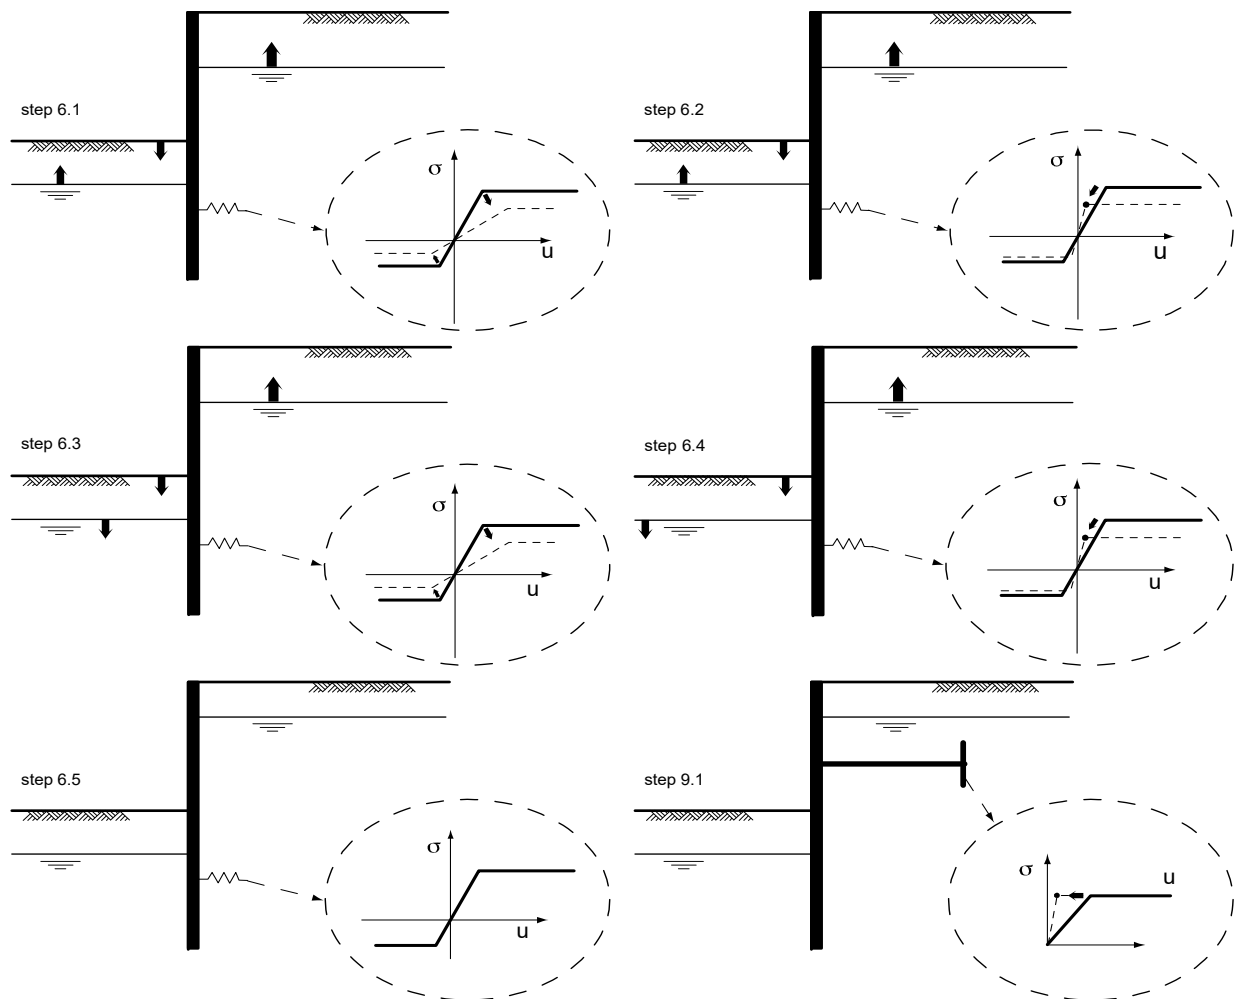 step 6.1
σ
u
step 6.2
σ
u
step 6.3
σ
u
step 6.4
σ
u
step 6.5
σ
u
step 9.1
σ
u